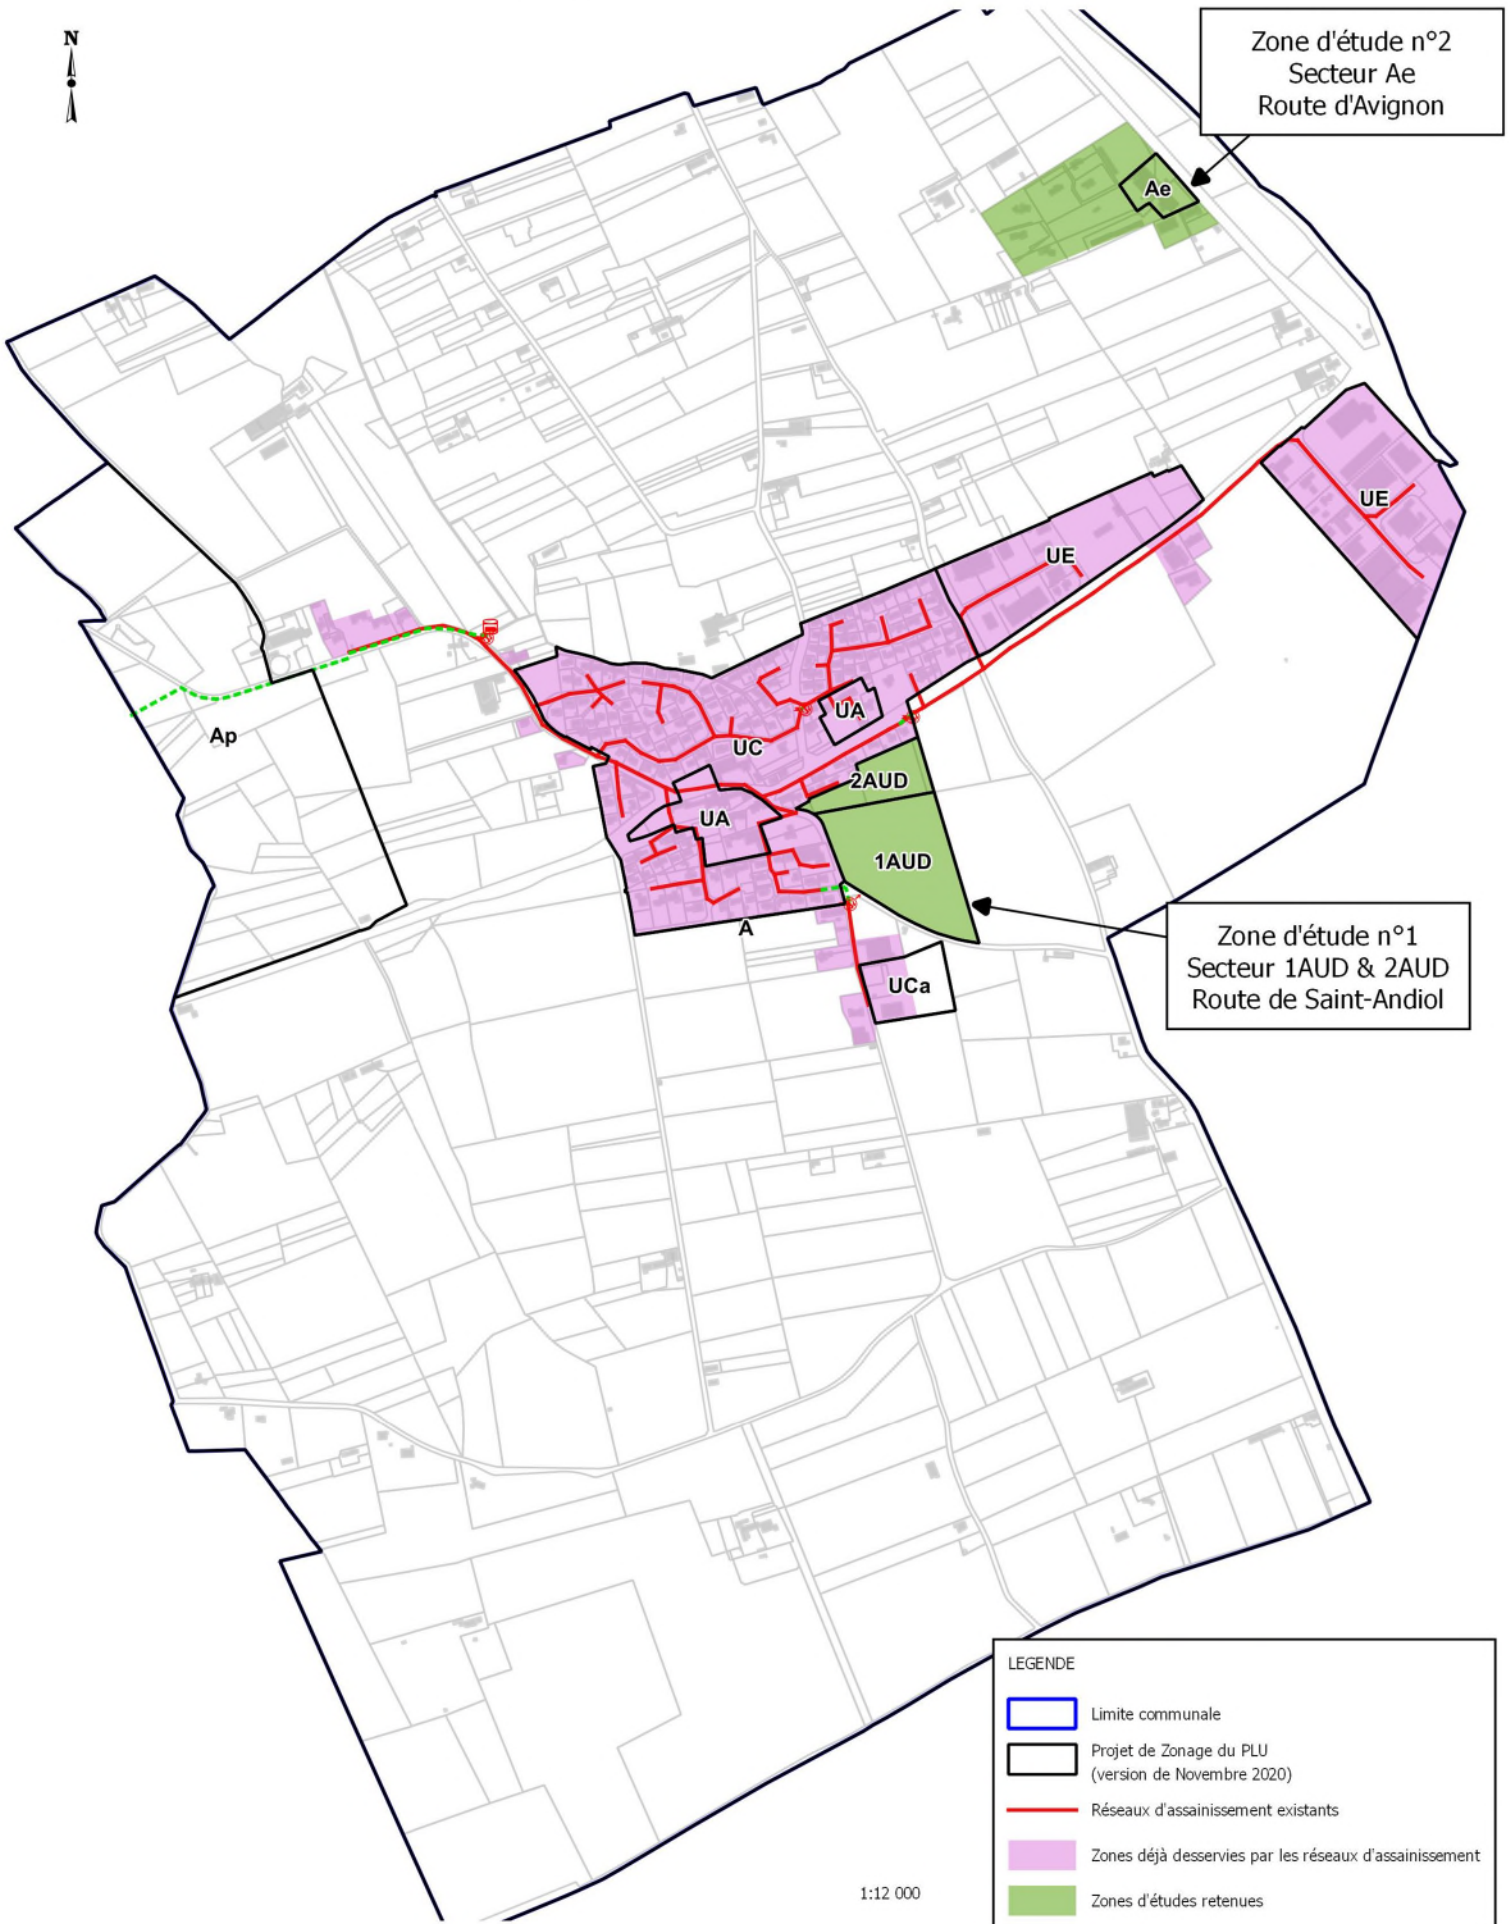 N
Zone d'étude n°2
Secteur Ae
Route d'Avignon
Ae
UE
UE
UA
UC
Ap
2AUD
UA
1AUD
A
Zone d'étude n°1
Secteur 1AUD & 2AUD
Route de Saint-Andiol
UCa
LEGENDE
Limite communale
Projet de Zonage du PLU
(version de Novembre 2020)
Réseaux d'assainissement existants
Zones déjà desservies par les réseaux d'assainissement
1:12 000
Zones d'études retenues